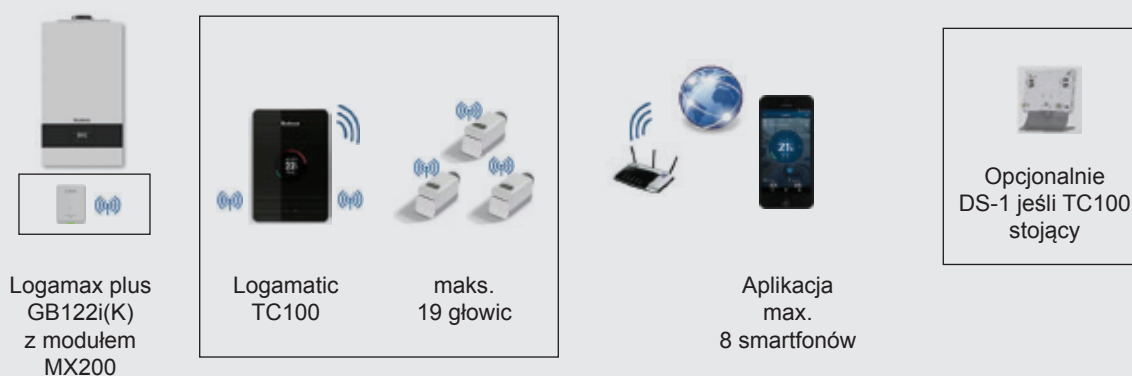 Logamax plus
GB122i(K)
z modułem
MX200
Logamatic
TC100
maks.
19 głowic
Aplikacja
max.
8 smartfonów
Opcjonalnie
DS-1 jeśli TC100
stojący